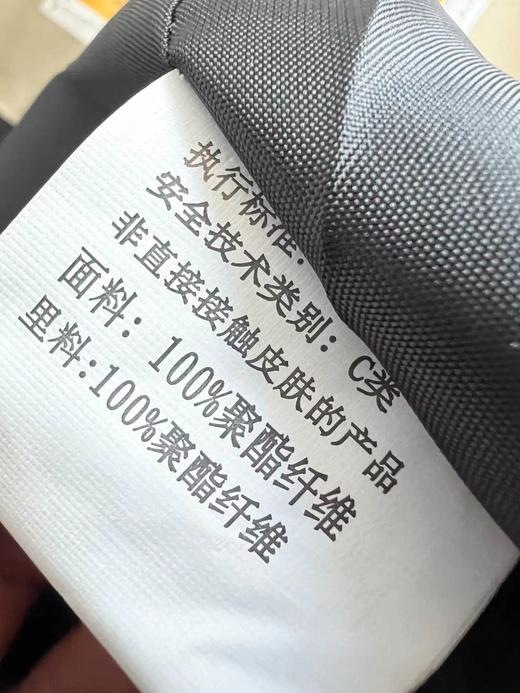 执行标准:
安全技术类别: C类
非直接接触皮肤的产品
面料: 100%聚酯纤维
里料:100%聚酯纤维